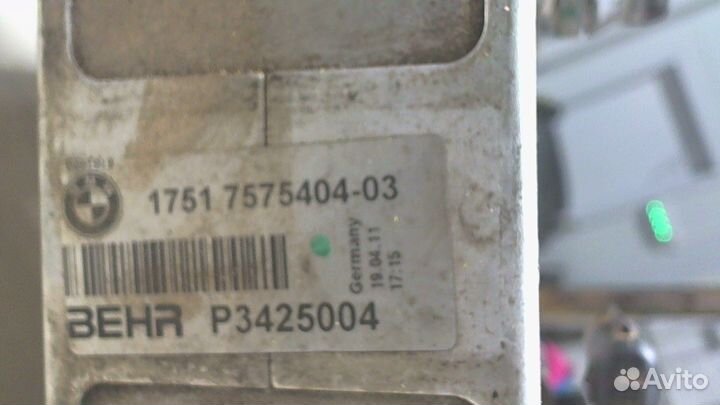 1751 7575404-03
Germany
19.04.11
17:15
BEHR P3425004
Avito